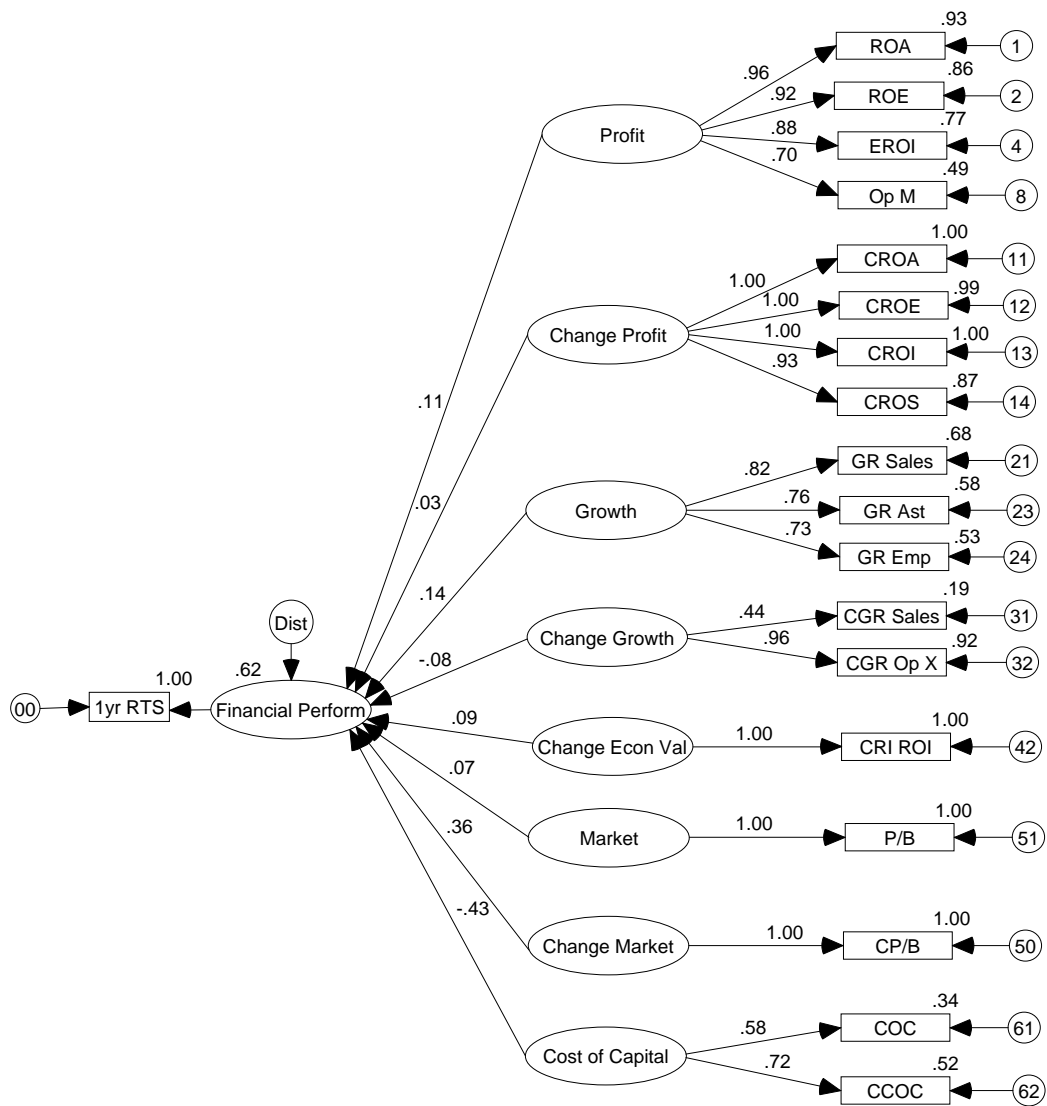 .93
ROA
1
.96
.86
ROE
2
.92
Profit
.77
EROI
4
.88
.70
.49
Op M
8
1.00
CROA
11
1.00
.99
CROE
12
1.00
Change Profit
1.00
CROI
13
1.00
.93
.87
CROS
14
.11
.68
GR Sales
21
.82
.58
GR Ast
23
.76
Growth
.03
.73
.53
GR Emp
24
.14
.19
CGR Sales
31
.44
Dist
Change Growth
-.08
.96
.92
CGR Op X
32
.62
1.00
00
1yr RTS
Financial Perform
.09
Change Econ Val
1.00
1.00
CRI ROI
42
.07
Market
1.00
1.00
P/B
51
.36
-.43
Change Market
1.00
1.00
CP/B
50
.34
COC
61
.58
Cost of Capital
.72
.52
CCOC
62